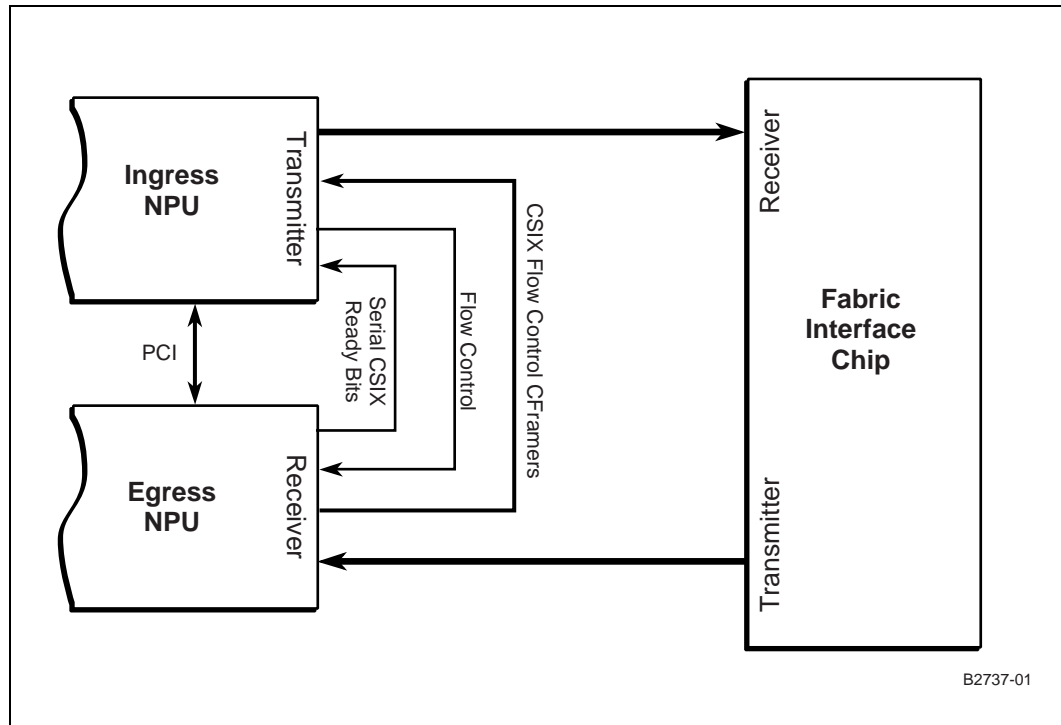 Ingress
NPU
Transmitter
Receiver
PCI
Serial CSIX
Ready Bits
Flow Control
CSIX Flow Control CFramers
Fabric
Interface
Chip
Egress
NPU
Receiver
Transmitter
B2737-01